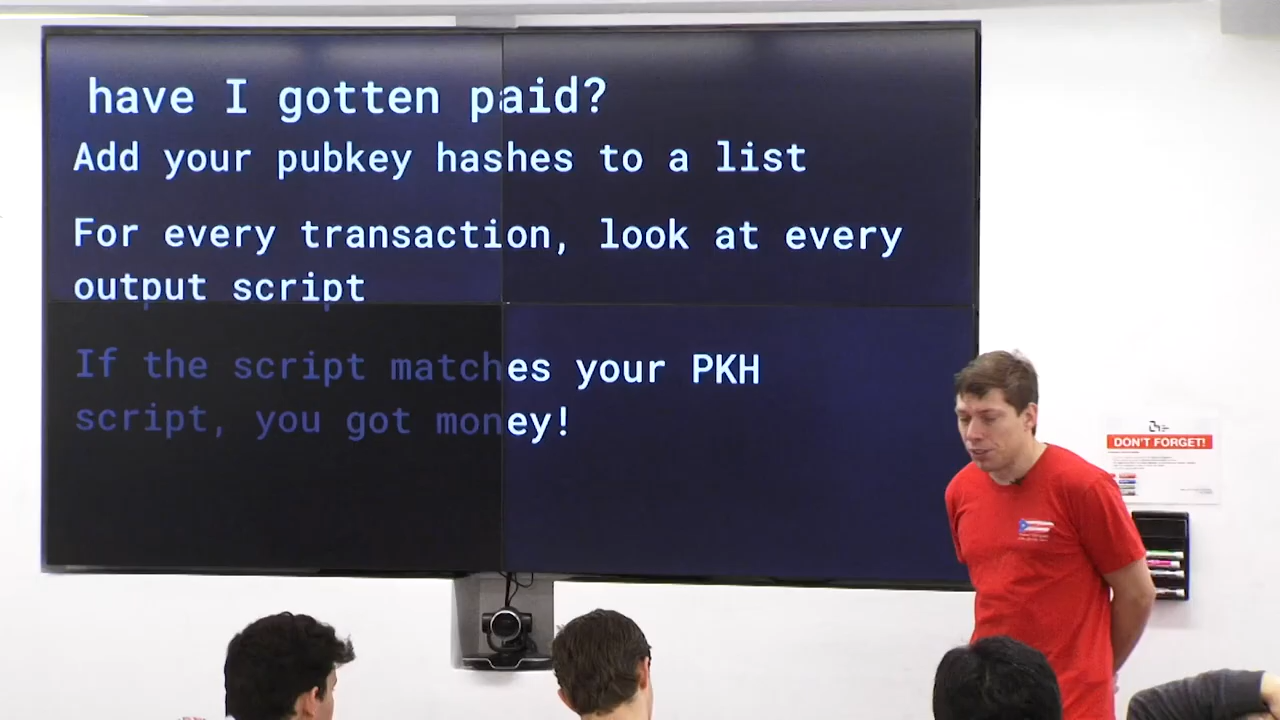 have I gotten paid?
Add your pubkey hashes to a list
For every transaction, look at every
output script
If the script matches your PKH
script, you got money!
DON'T FORGET!